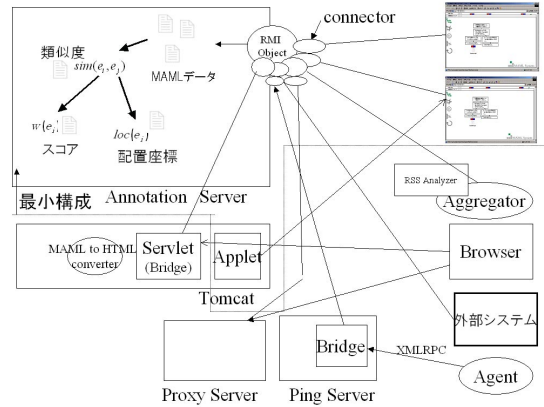 connector
RMI
Object
類似度
sim(e_i, e_j)
MAMLデータ
w(e_i)
スコア
loc(e_i)
配置座標
最小構成
Annotation Server
RSS Analyzer
Aggregator
MAML to HTML
converter
Servlet
(Bridge)
Applet
Browser
Tomcat
外部システム
Bridge
XMLRPC
Agent
Proxy Server
Ping Server